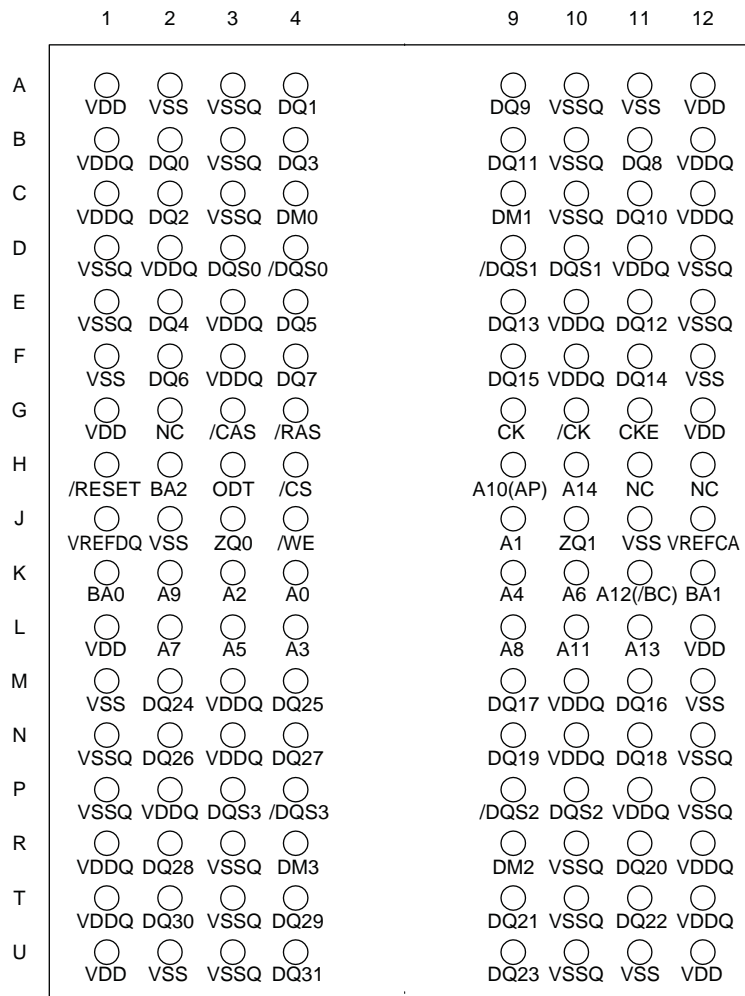 1 2 3 4 9 10 11 12
A
VDD VSS VSSQ DQ1 DQ9 VSSQ VSS VDD
B
VDDQ DQ0 VSSQ DQ3 DQ11 VSSQ DQ8 VDDQ
C
VDDQ DQ2 VSSQ DM0 DM1 VSSQ DQ10 VDDQ
D
VSSQ VDDQ DQS0 /DQS0 /DQS1 DQS1 VDDQ VSSQ
E
VSSQ DQ4 VDDQ DQ5 DQ13 VDDQ DQ12 VSSQ
F
VSS DQ6 VDDQ DQ7 DQ15 VDDQ DQ14 VSS
G
VDD NC /CAS /RAS CK /CK CKE VDD
H
/RESET BA2 ODT /CS A10(AP) A14 NC NC
J
VREFDQ VSS ZQ0 /WE A1 ZQ1 VSS VREFCA
K
BA0 A9 A2 A0 A4 A6 A12(/BC) BA1
L
VDD A7 A5 A3 A8 A11 A13 VDD
M
VSS DQ24 VDDQ DQ25 DQ17 VDDQ DQ16 VSS
N
VSSQ DQ26 VDDQ DQ27 DQ19 VDDQ DQ18 VSSQ
P
VSSQ VDDQ DQS3 /DQS3 /DQS2 DQS2 VDDQ VSSQ
R
VDDQ DQ28 VSSQ DM3 DM2 VSSQ DQ20 VDDQ
T
VDDQ DQ30 VSSQ DQ29 DQ21 VSSQ DQ22 VDDQ
U
VDD VSS VSSQ DQ31 DQ23 VSSQ VSS VDD